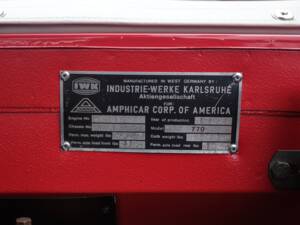 IWK
MANUFACTURED IN WEST GERMANY BY:
INDUSTRIE-WERKE KARLSRUHE
Aktiengesellschaft
FOR:
AMPHICAR CORP. OF AMERICA
Engine No Year of production
Chassis No Model 770
Perm. max. weight lbs Curb weight lbs
Perm. axle load front lbs Perm. axle load rear lbs